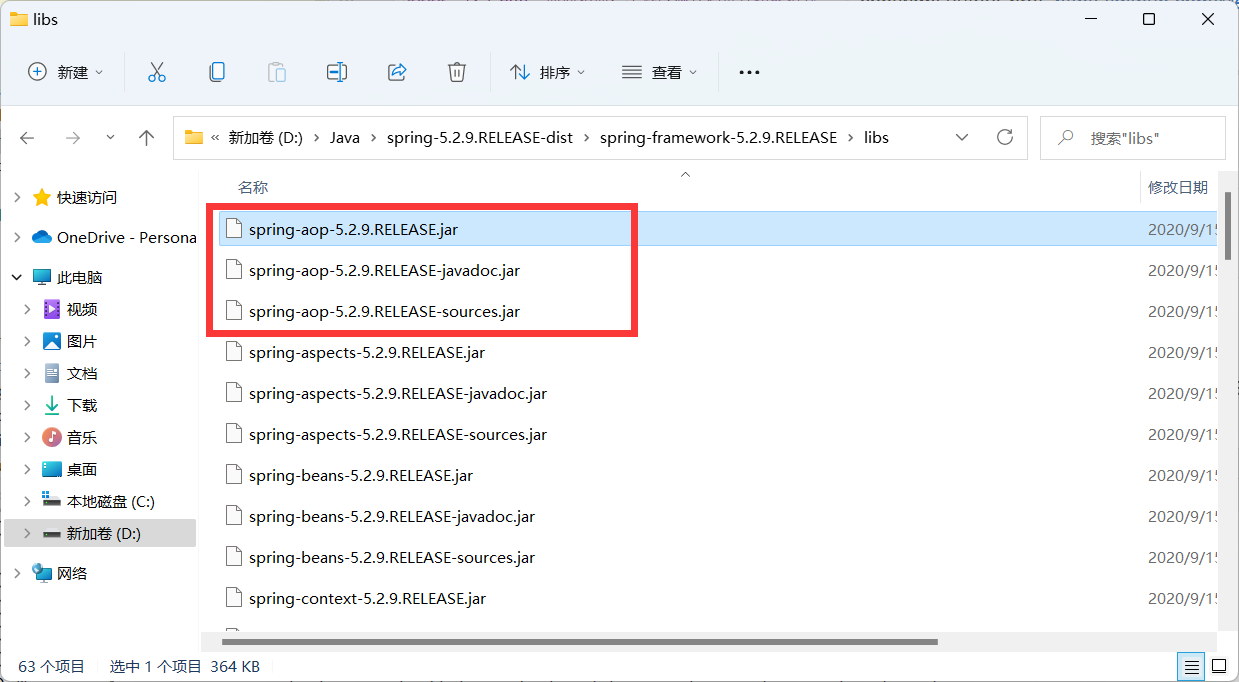 libs
新建
排序
查看
« 新加卷 (D:) › Java › spring-5.2.9.RELEASE-dist › spring-framework-5.2.9.RELEASE › libs
搜索"libs"
快速访问
OneDrive - Persona
此电脑
视频
图片
文档
下载
音乐
桌面
本地磁盘 (C:)
新加卷 (D:)
网络
名称 修改日期
spring-aop-5.2.9.RELEASE.jar 2020/9/15
spring-aop-5.2.9.RELEASE-javadoc.jar 2020/9/15
spring-aop-5.2.9.RELEASE-sources.jar 2020/9/15
spring-aspects-5.2.9.RELEASE.jar 2020/9/15
spring-aspects-5.2.9.RELEASE-javadoc.jar 2020/9/15
spring-aspects-5.2.9.RELEASE-sources.jar 2020/9/15
spring-beans-5.2.9.RELEASE.jar 2020/9/15
spring-beans-5.2.9.RELEASE-javadoc.jar 2020/9/15
spring-beans-5.2.9.RELEASE-sources.jar 2020/9/15
spring-context-5.2.9.RELEASE.jar 2020/9/15
63 个项目 选中 1 个项目 364 KB